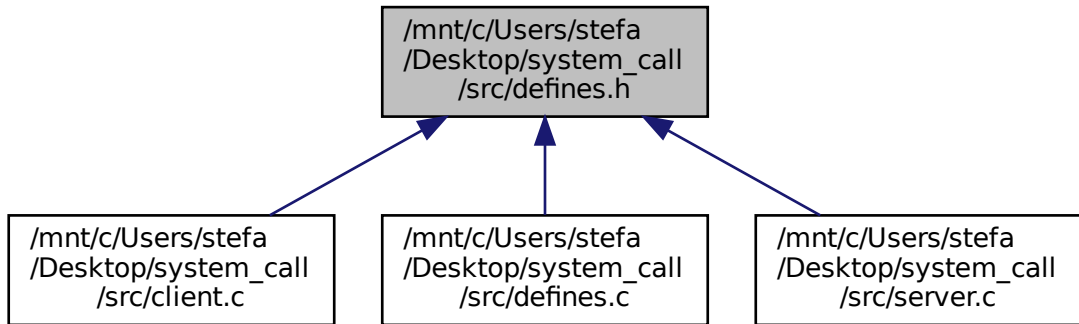 /mnt/c/Users/stefa
/Desktop/system_call
/src/defines.h
/mnt/c/Users/stefa
/Desktop/system_call
/src/client.c
/mnt/c/Users/stefa
/Desktop/system_call
/src/defines.c
/mnt/c/Users/stefa
/Desktop/system_call
/src/server.c